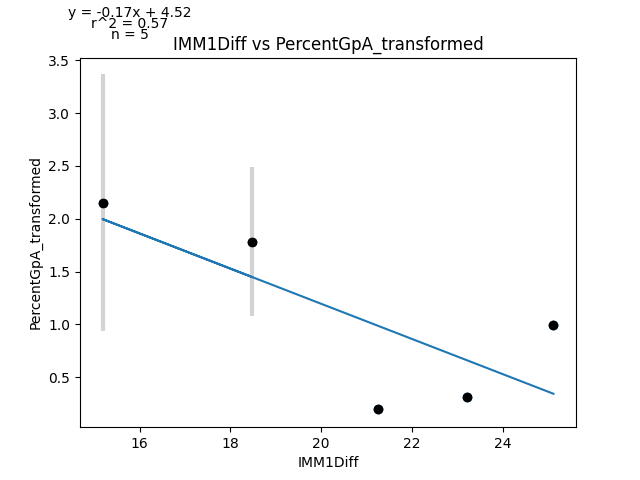 y = -0.17x + 4.52
r^2 = 0.57
n = 5
IMM1Diff vs PercentGpA_transformed
3.5
3.0
2.5
2.0
1.5
1.0
0.5
PercentGpA_transformed
16 18 20 22 24
IMM1Diff